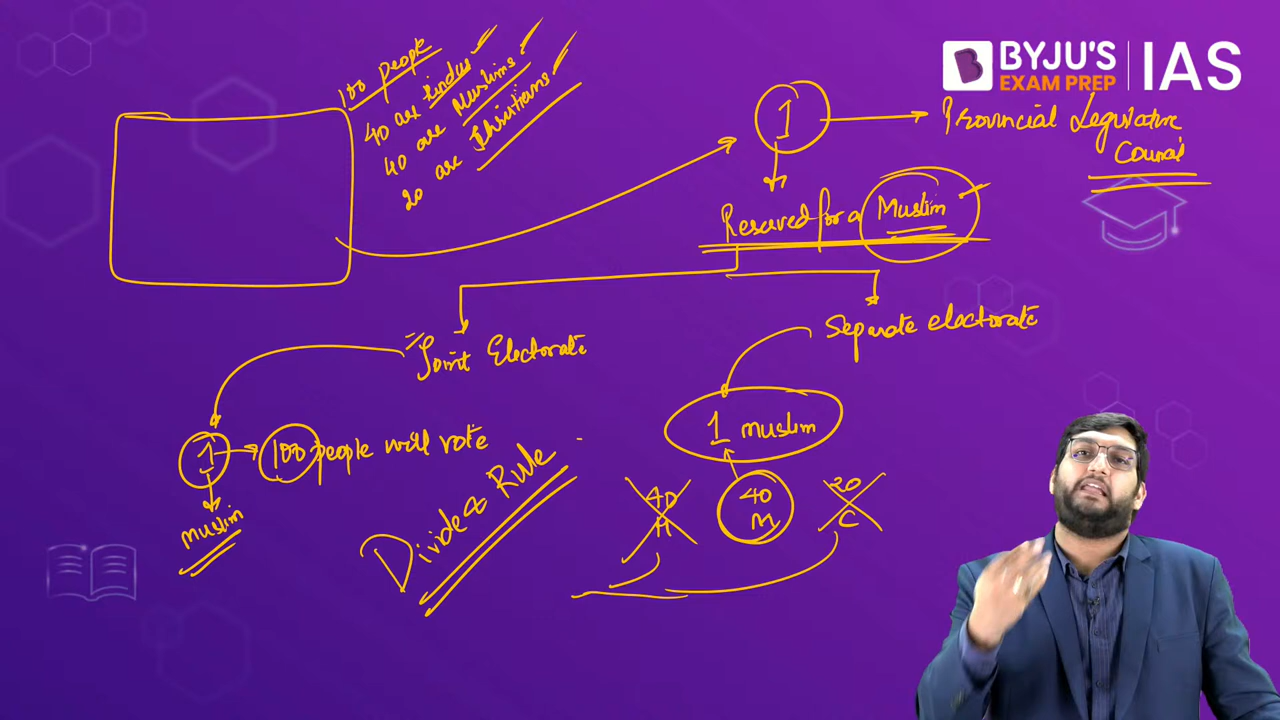 100 people
40 are Hindus
40 are Muslims
20 are Christians
1
Provincial Legislature
Council
Reserved for a Muslim
BYJU'S
EXAM PREP
IAS
Joint Electorate
Separate electorate
1
100 people will vote
muslim
Divide & Rule
1 muslim
40
H
40
M
20
C